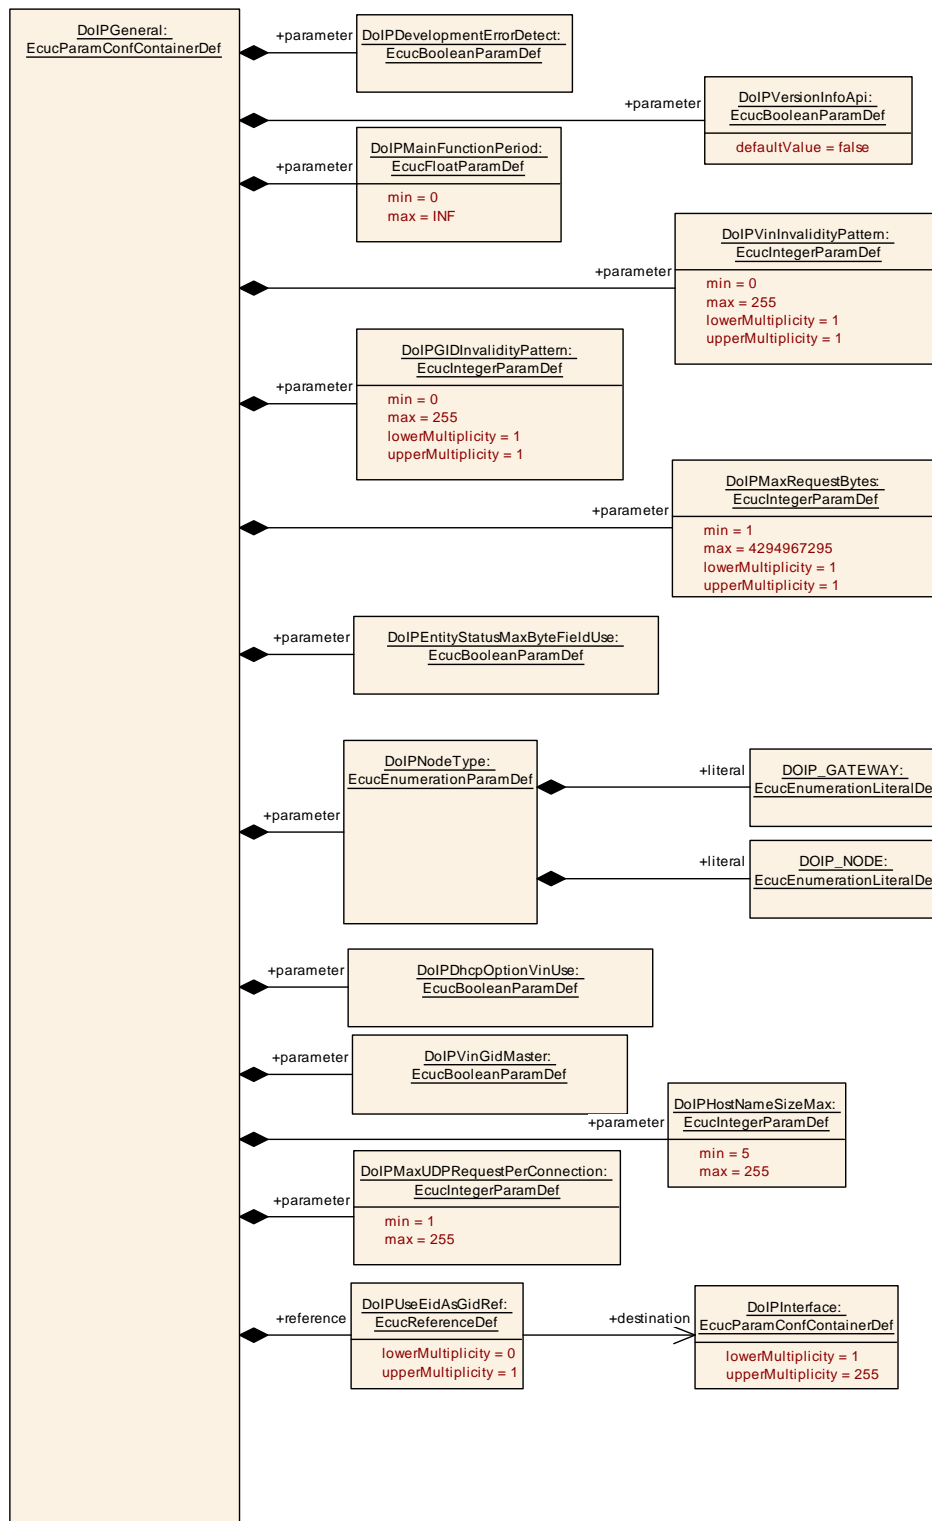 DoIPGeneral:
EcucParamConfContainerDef
+parameter
DoIPDevelopmentErrorDetect:
EcucBooleanParamDef
+parameter
DoIPVersionInfoApi:
EcucBooleanParamDef
defaultValue = false
+parameter
DoIPMainFunctionPeriod:
EcucFloatParamDef
min = 0
max = INF
+parameter
DoIPVinInvalidityPattern:
EcucIntegerParamDef
min = 0
max = 255
lowerMultiplicity = 1
upperMultiplicity = 1
+parameter
DoIPGIDInvalidityPattern:
EcucIntegerParamDef
min = 0
max = 255
lowerMultiplicity = 1
upperMultiplicity = 1
+parameter
DoIPMaxRequestBytes:
EcucIntegerParamDef
min = 1
max = 4294967295
lowerMultiplicity = 1
upperMultiplicity = 1
+parameter
DoIPEntityStatusMaxByteFieldUse:
EcucBooleanParamDef
+parameter
DoIPNodeType:
EcucEnumerationParamDef
+literal
DOIP_GATEWAY:
EcucEnumerationLiteralDe
+literal
DOIP_NODE:
EcucEnumerationLiteralDe
+parameter
DoIPDhcpOptionVinUse:
EcucBooleanParamDef
+parameter
DoIPVinGidMaster:
EcucBooleanParamDef
+parameter
DoIPHostNameSizeMax:
EcucIntegerParamDef
min = 5
max = 255
+parameter
DoIPMaxUDPRequestPerConnection:
EcucIntegerParamDef
min = 1
max = 255
+reference
DoIPUseEidAsGidRef:
EcucReferenceDef
lowerMultiplicity = 0
upperMultiplicity = 1
+destination
DoIPInterface:
EcucParamConfContainerDef
lowerMultiplicity = 1
upperMultiplicity = 255